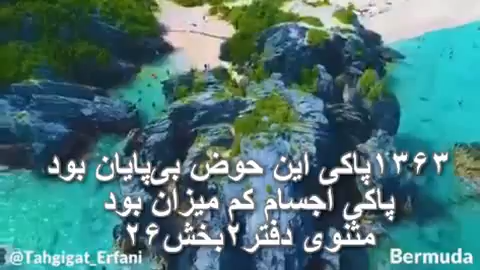 ۱۳۶۳پاکی این حوض بی‌پایان بود
پاکی اجسام کم میزان بود
مثنوی دفتر۲بخش۲۶
@Tahgigat_Erfani
Bermuda